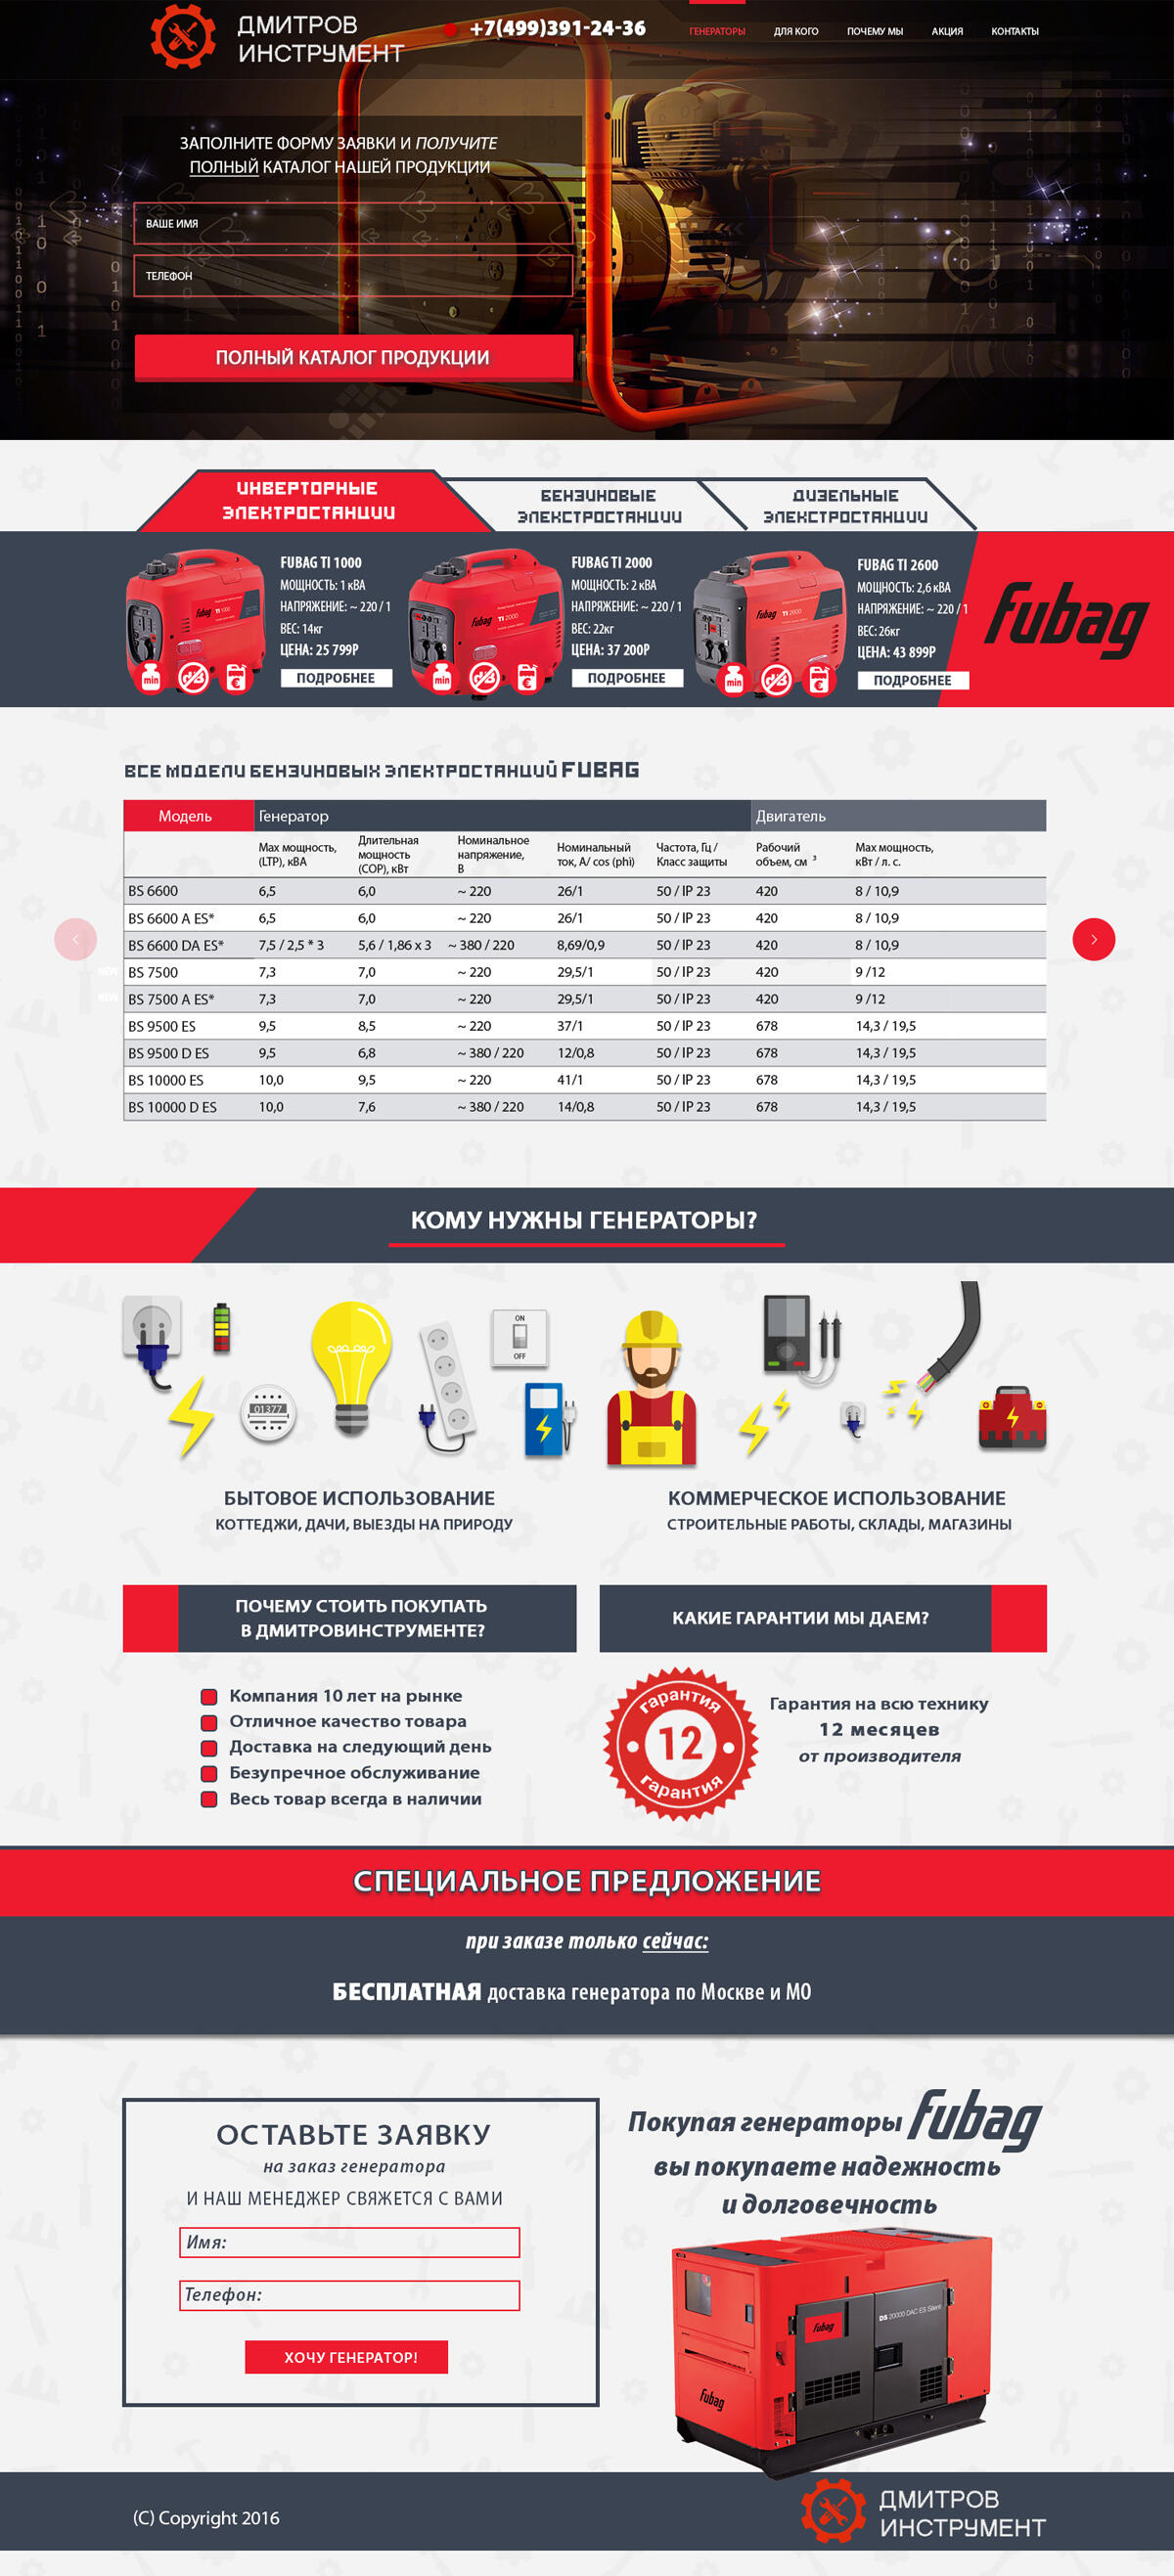 ДМИТРОВ
ИНСТРУМЕНТ
+7(499)391-24-36
ГЕНЕРАТОРЫ ДЛЯ КОГО ПОЧЕМУ МЫ АКЦИЯ КОНТАКТЫ
ЗАПОЛНИТЕ ФОРМУ ЗАЯВКИ И ПОЛУЧИТЕ
ПОЛНЫЙ КАТАЛОГ НАШЕЙ ПРОДУКЦИИ
ВАШЕ ИМЯ
ТЕЛЕФОН
ПОЛНЫЙ КАТАЛОГ ПРОДУКЦИИ
ИНВЕРТОРНЫЕ
ЭЛЕКТРОСТАНЦИИ
БЕНЗИНОВЫЕ
ЭЛЕКСТРОСТАНЦИИ
ДИЗЕЛЬНЫЕ
ЭЛЕКСТРОСТАНЦИИ
FUBAG TI 1000
МОЩНОСТЬ: 1 кВА
НАПРЯЖЕНИЕ: ~ 220 / 1
ВЕС: 14кг
ЦЕНА: 25 799Р
ПОДРОБНЕЕ
Fubag TI 1000
min
FUBAG TI 2000
МОЩНОСТЬ: 2 кВА
НАПРЯЖЕНИЕ: ~ 220 / 1
ВЕС: 22кг
ЦЕНА: 37 200Р
ПОДРОБНЕЕ
Fubag TI 2000
min
FUBAG TI 2600
МОЩНОСТЬ: 2,6 кВА
НАПРЯЖЕНИЕ: ~ 220 / 1
ВЕС: 26кг
ЦЕНА: 43 899Р
ПОДРОБНЕЕ
Fubag TI 2600
min
Fubag
ВСЕ МОДЕЛИ БЕНЗИНОВЫХ ЭЛЕКТРОСТАНЦИЙ FUBAG
Модель Генератор Двигатель
Max мощность, (LTP), кВА Длительная мощность (COP), кВт Номинальное напряжение, В Номинальный ток, А/ cos (phi) Частота, Гц / Класс защиты Рабочий объем, см ³ Max мощность, кВт / л. с.
BS 6600 6,5 6,0 ~ 220 26/1 50 / IP 23 420 8 / 10,9
BS 6600 A ES* 6,5 6,0 ~ 220 26/1 50 / IP 23 420 8 / 10,9
BS 6600 DA ES* 7,5 / 2,5 * 3 5,6 / 1,86 x 3 ~ 380 / 220 8,69/0,9 50 / IP 23 420 8 / 10,9
NEW BS 7500 7,3 7,0 ~ 220 29,5/1 50 / IP 23 420 9 /12
NEW BS 7500 A ES* 7,3 7,0 ~ 220 29,5/1 50 / IP 23 420 9 /12
BS 9500 ES 9,5 8,5 ~ 220 37/1 50 / IP 23 678 14,3 / 19,5
BS 9500 D ES 9,5 6,8 ~ 380 / 220 12/0,8 50 / IP 23 678 14,3 / 19,5
BS 10000 ES 10,0 9,5 ~ 220 41/1 50 / IP 23 678 14,3 / 19,5
BS 10000 D ES 10,0 7,6 ~ 380 / 220 14/0,8 50 / IP 23 678 14,3 / 19,5
КОМУ НУЖНЫ ГЕНЕРАТОРЫ?
ON
OFF
01377
БЫТОВОЕ ИСПОЛЬЗОВАНИЕ
КОТТЕДЖИ, ДАЧИ, ВЫЕЗДЫ НА ПРИРОДУ
КОММЕРЧЕСКОЕ ИСПОЛЬЗОВАНИЕ
СТРОИТЕЛЬНЫЕ РАБОТЫ, СКЛАДЫ, МАГАЗИНЫ
ПОЧЕМУ СТОИТЬ ПОКУПАТЬ
В ДМИТРОВИНСТРУМЕНТЕ?
Компания 10 лет на рынке
Отличное качество товара
Доставка на следующий день
Безупречное обслуживание
Весь товар всегда в наличии
КАКИЕ ГАРАНТИИ МЫ ДАЕМ?
гарантия
12
гарантия
Гарантия на всю технику
12 месяцев
от производителя
СПЕЦИАЛЬНОЕ ПРЕДЛОЖЕНИЕ
при заказе только сейчас:
БЕСПЛАТНАЯ доставка генератора по Москве и МО
ОСТАВЬТЕ ЗАЯВКУ
на заказ генератора
И НАШ МЕНЕДЖЕР СВЯЖЕТСЯ С ВАМИ
Имя:
Телефон:
ХОЧУ ГЕНЕРАТОР!
Покупая генераторы Fubag
вы покупаете надежность
и долговечность
DS 20000 DAC ES Silent
Fubag
Fubag
(C) Copyright 2016
ДМИТРОВ
ИНСТРУМЕНТ